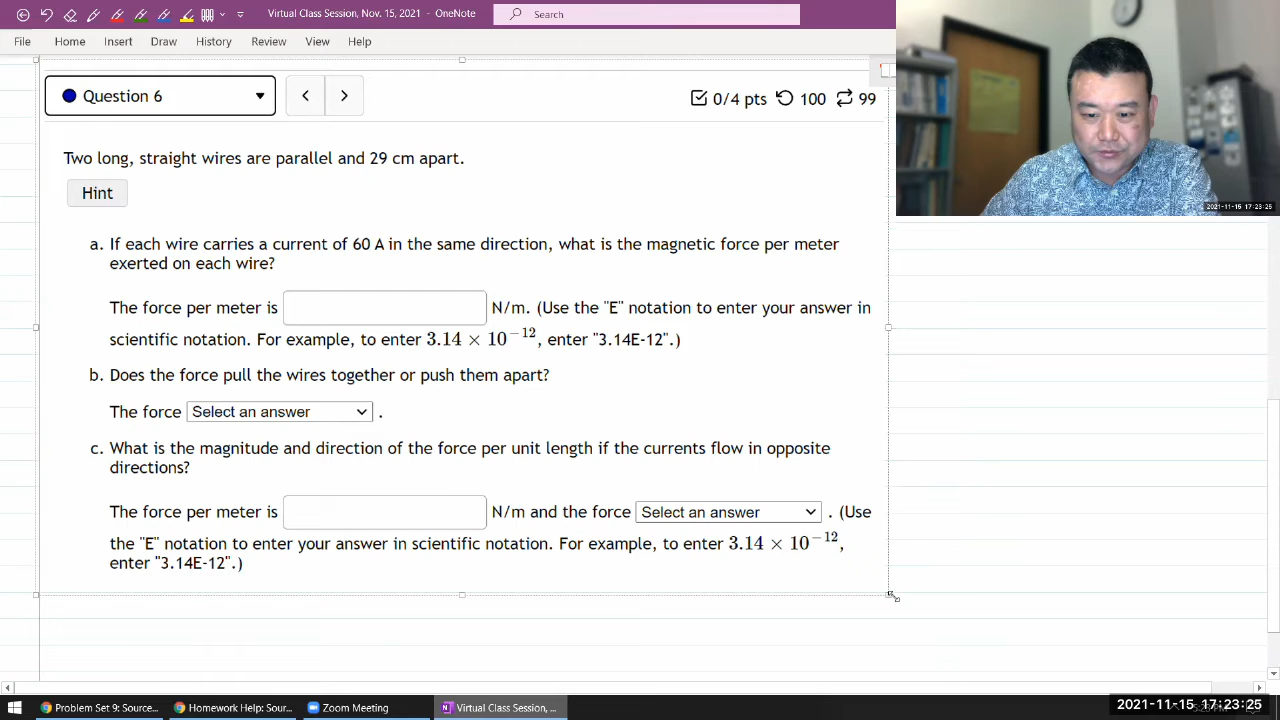 Virtual Class Session, Nov. 15, 2021 - OneNote
Search
File Home Insert Draw History Review View Help
Question 6
0/4 pts 100 99
Two long, straight wires are parallel and 29 cm apart.
Hint
a. If each wire carries a current of 60 A in the same direction, what is the magnetic force per meter
exerted on each wire?
The force per meter is N/m. (Use the "E" notation to enter your answer in
scientific notation. For example, to enter 3.14 × 10⁻¹², enter "3.14E-12".)
b. Does the force pull the wires together or push them apart?
The force Select an answer .
c. What is the magnitude and direction of the force per unit length if the currents flow in opposite
directions?
The force per meter is N/m and the force Select an answer . (Use
the "E" notation to enter your answer in scientific notation. For example, to enter 3.14 × 10⁻¹²,
enter "3.14E-12".)
2021-11-15 17:23:25
Problem Set 9: Source... Homework Help: Sour... Zoom Meeting Virtual Class Session, ...
2021-11-15 17:23:25